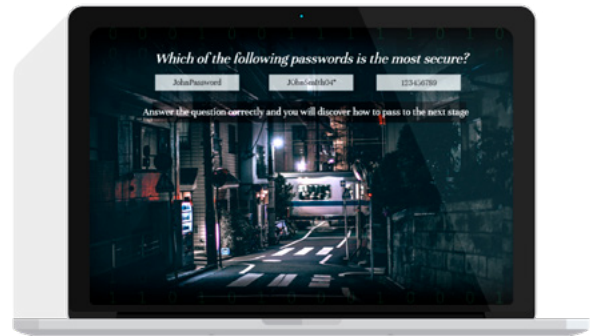 Which of the following passwords is the most secure?
JohnPassword JOhnSmith04* 123456789
Answer the question correctly and you will discover how to pass to the next stage